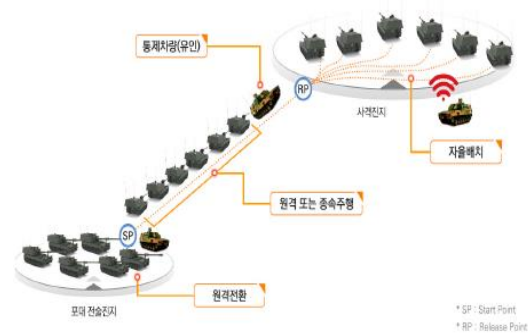 통제차량(유인)
RP
사격진지
자율배치
원격 또는 종속주행
SP
원격전환
포대 전술진지
* SP : Start Point
* RP : Release Point